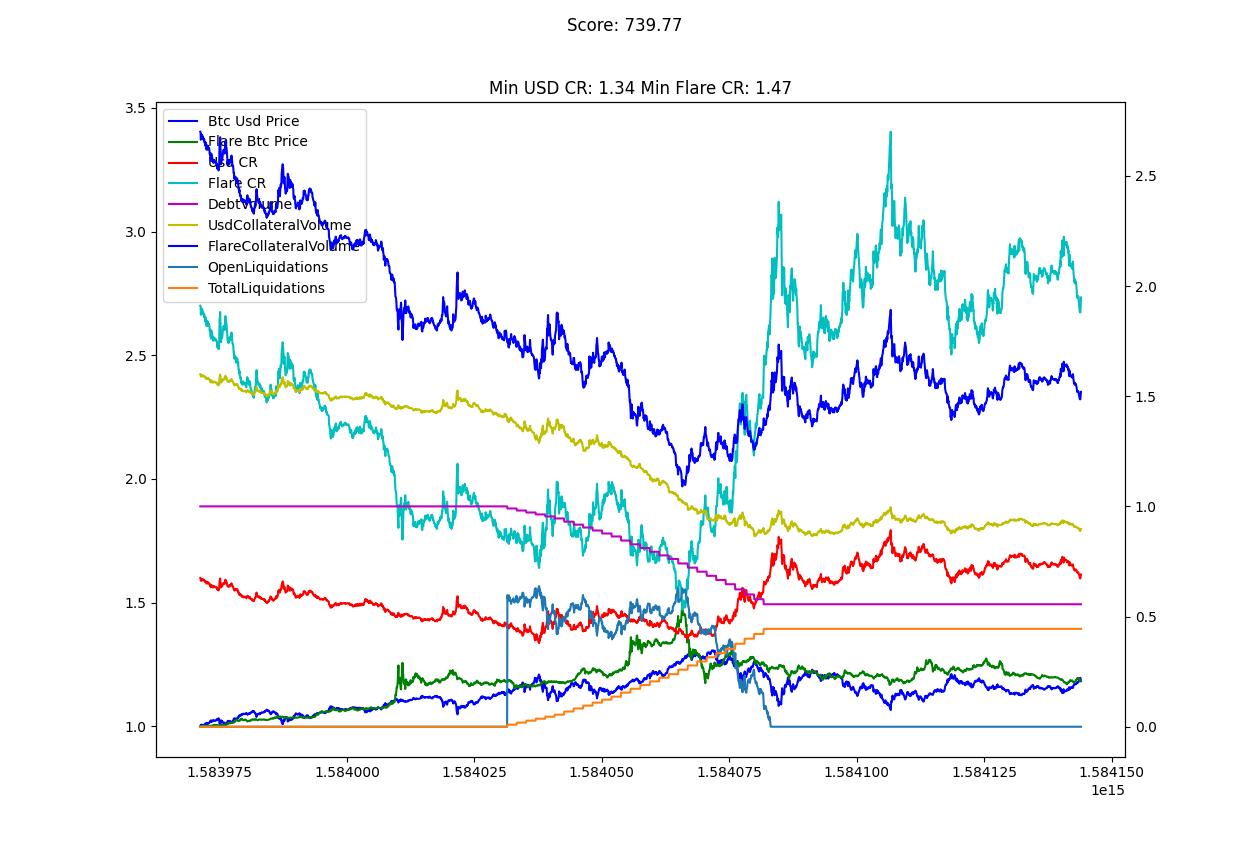 Score: 739.77
Min USD CR: 1.34 Min Flare CR: 1.47
Btc Usd Price
Flare Btc Price
Usd CR
Flare CR
DebtVolume
UsdCollateralVolume
FlareCollateralVolume
OpenLiquidations
TotalLiquidations
3.5
3.0
2.5
2.0
1.5
1.0
2.5
2.0
1.5
1.0
0.5
0.0
1.583975 1.584000 1.584025 1.584050 1.584075 1.584100 1.584125 1.584150
1e15